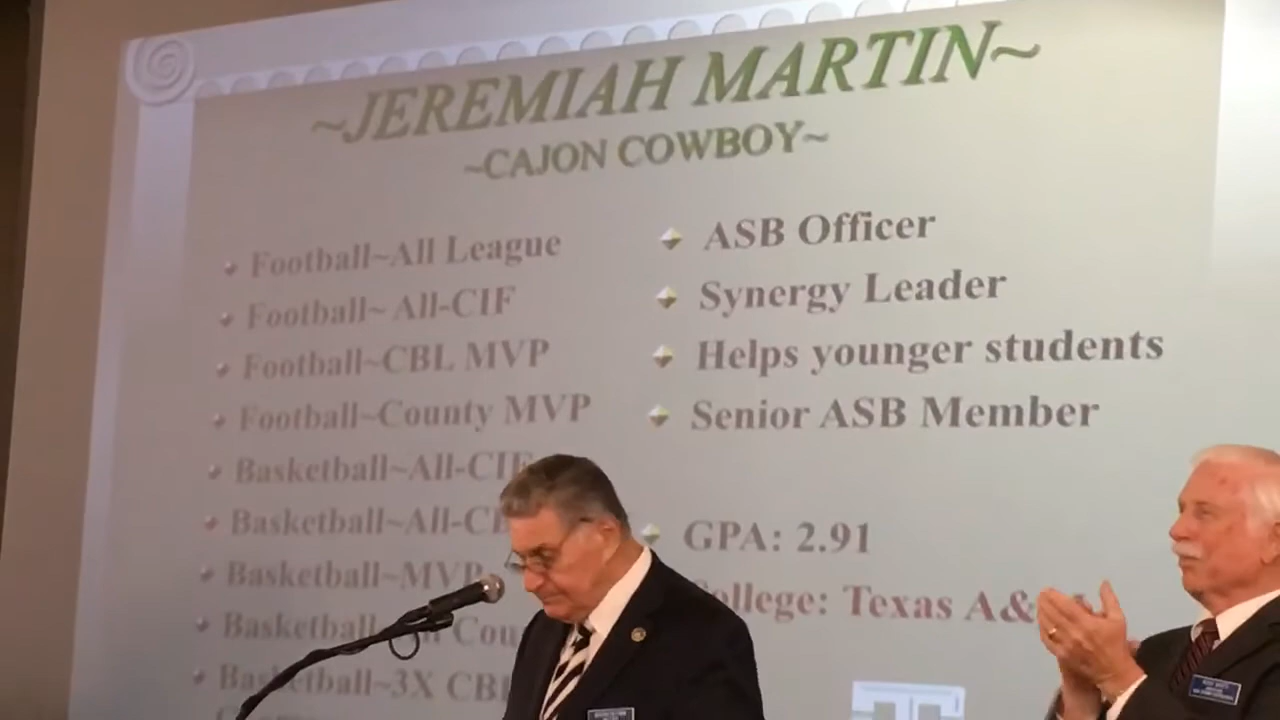 ~JEREMIAH MARTIN~
~CAJON COWBOY~
Football~All League
Football~ All-CIF
Football~CBL MVP
Football~County MVP
Basketball~All-CIF
Basketball~All-
Basketball~MVP
Basketball
Basketball~3X
ASB Officer
Synergy Leader
Helps younger students
Senior ASB Member
GPA: 2.91
Texas A&